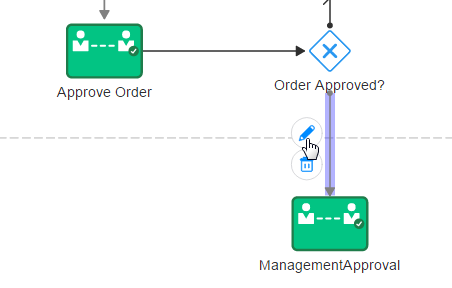 Approve Order
Order Approved?
ManagementApproval